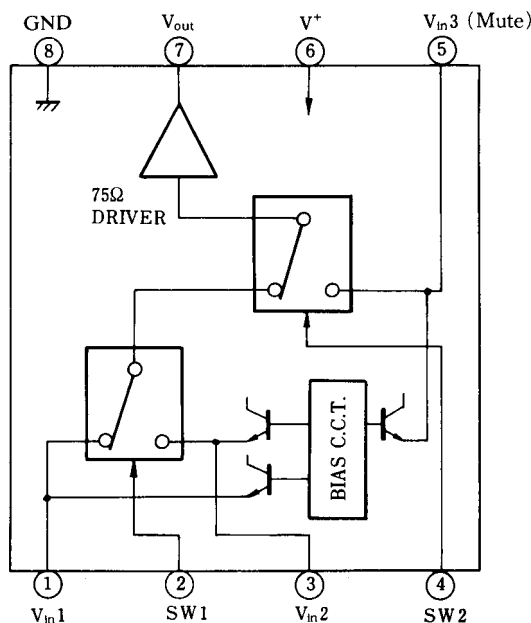 GND
Vout
V+
Vin3 (Mute)
8
7
6
5
75Ω
DRIVER
BIAS C.C.T.
1
2
3
4
Vin1
SW1
Vin2
SW2